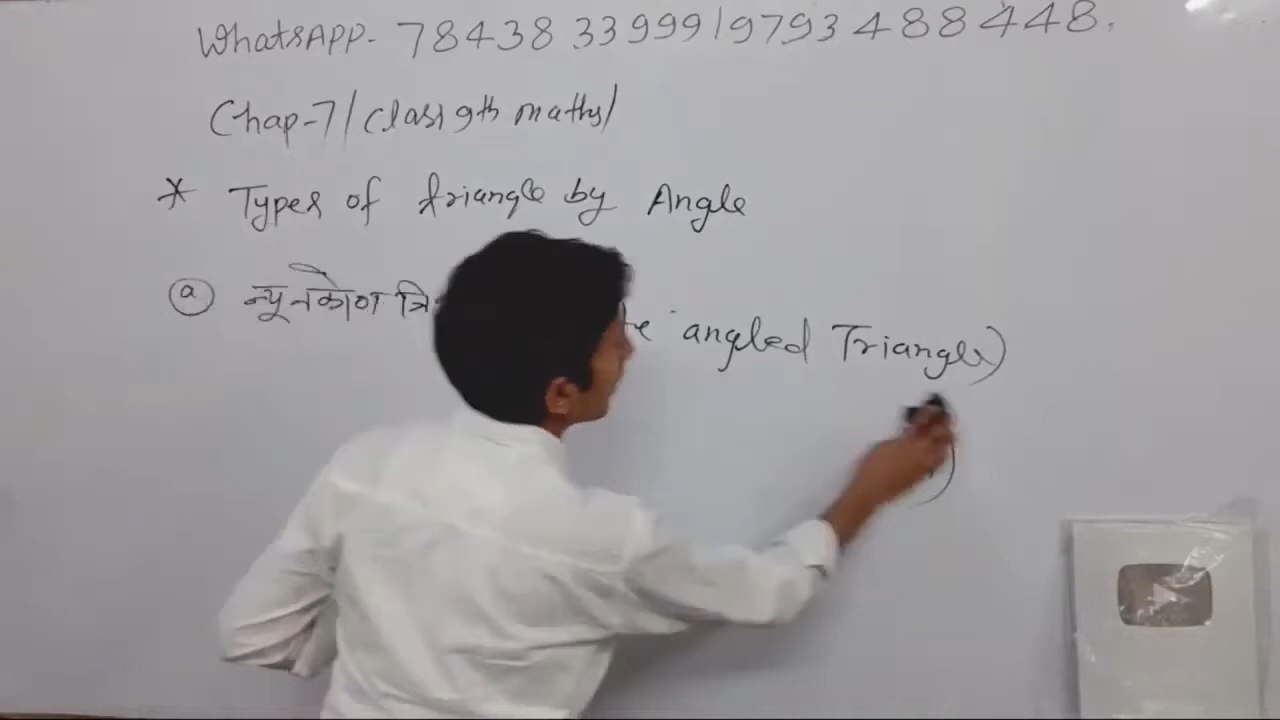 WhatsAPP- 7843833999/9793488448.
Chap-7/Class 9th maths/
* Types of triangle by Angle
(a) न्यूनकोण angled Triangle)